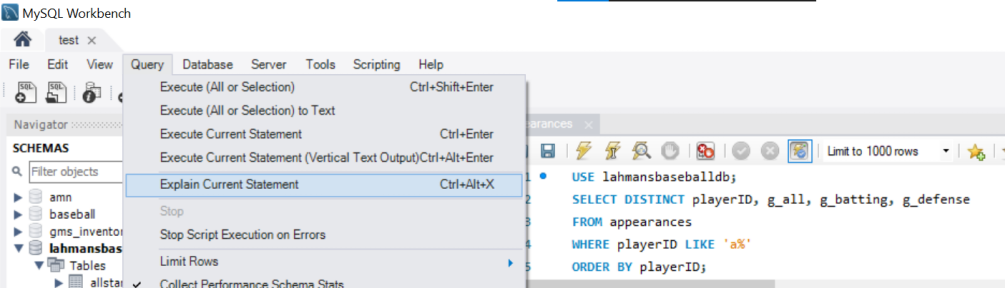 MySQL Workbench
test
File Edit View Query Database Server Tools Scripting Help
Execute (All or Selection) Ctrl+Shift+Enter
Execute (All or Selection) to Text
Execute Current Statement Ctrl+Enter
Execute Current Statement (Vertical Text Output)Ctrl+Alt+Enter
Explain Current Statement Ctrl+Alt+X
Stop
Stop Script Execution on Errors
Limit Rows
Collect Performance Schema Stats
Navigator
SCHEMAS
Filter objects
amn
baseball
gms_inventor
lahmansbas
Tables
allstar
arances
Limit to 1000 rows
1 USE lahmansbaseballdb;
2 SELECT DISTINCT playerID, g_all, g_batting, g_defense
3 FROM appearances
4 WHERE playerID LIKE 'a%'
5 ORDER BY playerID;